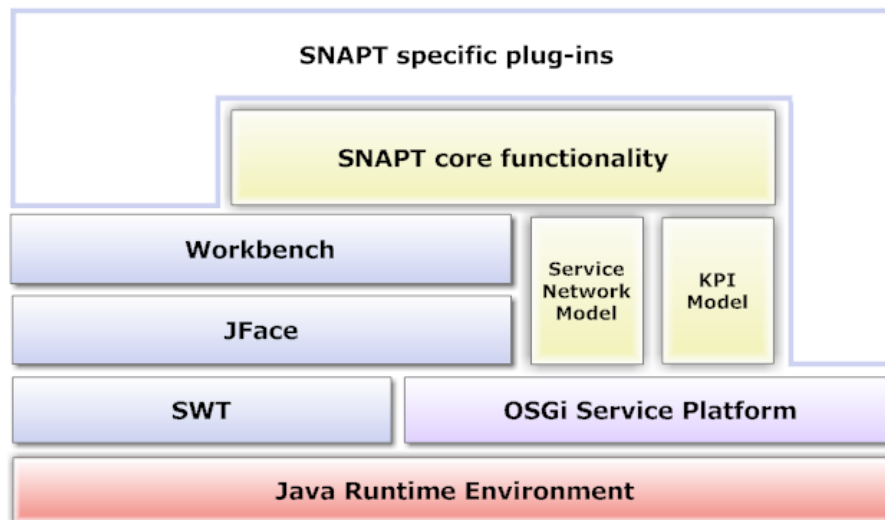 SNAPT specific plug-ins
SNAPT core functionality
Workbench
Service
Network
Model
KPI
Model
JFace
SWT
OSGi Service Platform
Java Runtime Environment